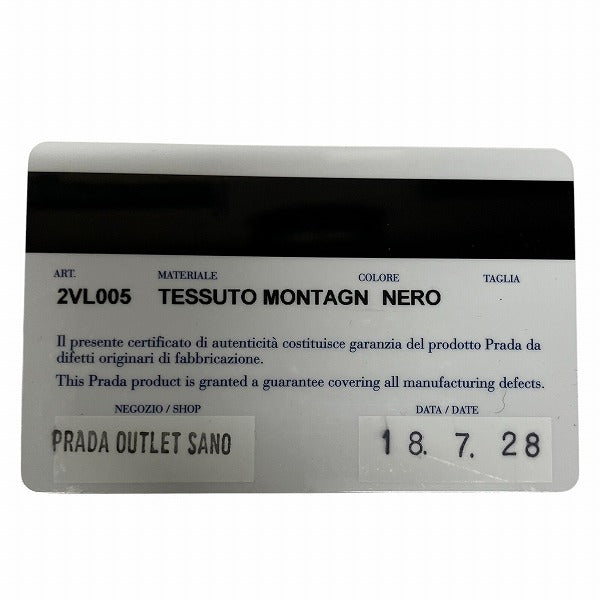 ART. MATERIALE COLORE TAGLIA
2VL005 TESSUTO MONTAGN NERO
Il presente certificato di autenticità costituisce garanzia del prodotto Prada da
difetti originari di fabbricazione.
This Prada product is granted a guarantee covering all manufacturing defects.
NEGOZIO / SHOP DATA / DATE
PRADA OUTLET SANO 18. 7. 28